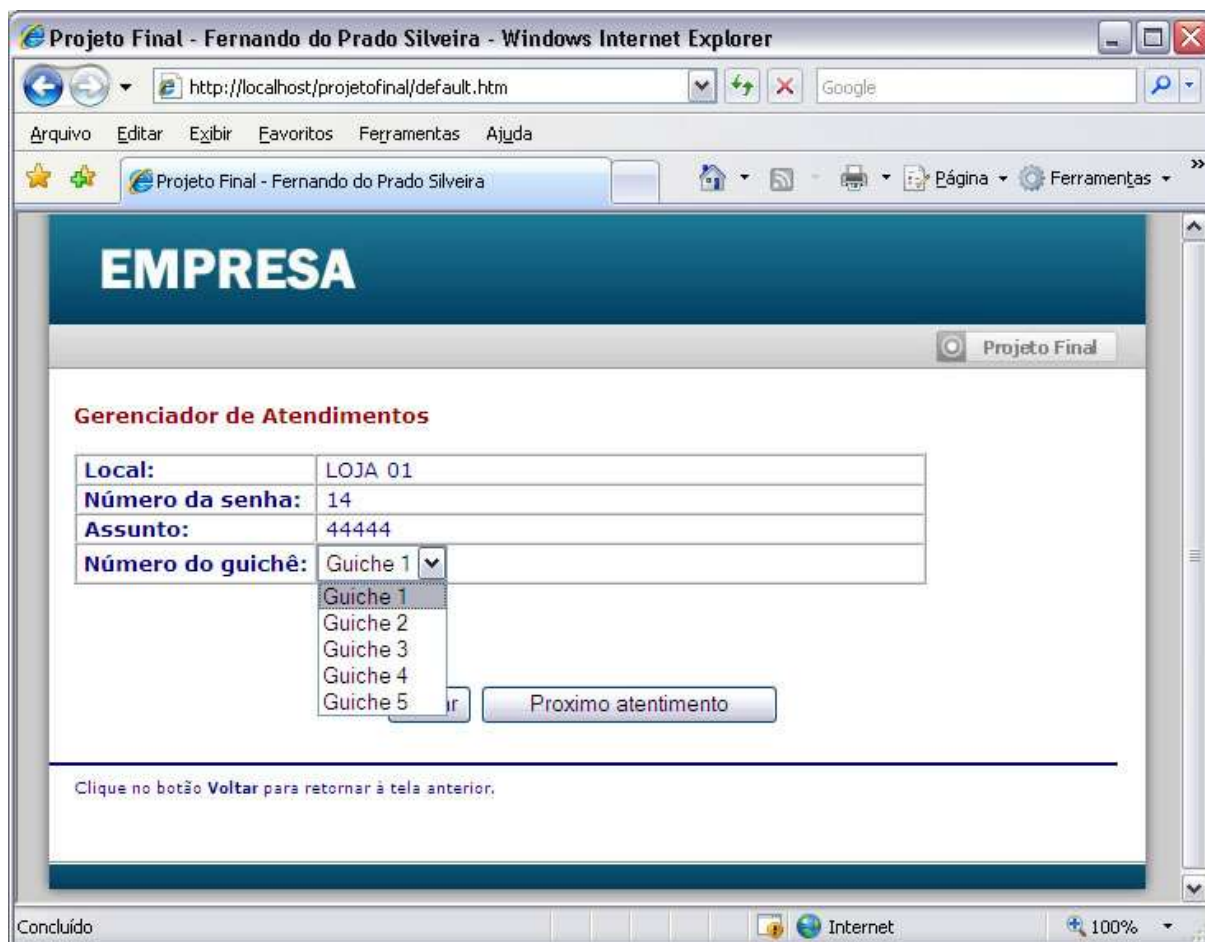 Projeto Final - Fernando do Prado Silveira - Windows Internet Explorer
http://localhost/projetofinal/default.htm Google
Arquivo Editar Exibir Favoritos Ferramentas Ajuda
Projeto Final - Fernando do Prado Silveira Página Ferramentas »
EMPRESA
Projeto Final
Gerenciador de Atendimentos
Local: LOJA 01
Número da senha: 14
Assunto: 44444
Número do guichê: Guiche 1
Guiche 1
Guiche 2
Guiche 3
Guiche 4
Guiche 5
r Proximo atentimento
Clique no botão Voltar para retornar à tela anterior.
Concluído Internet 100%